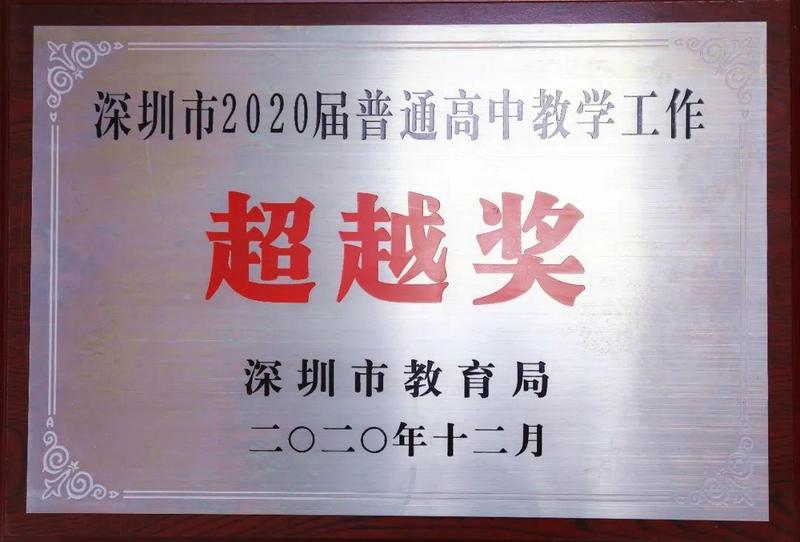 深圳市2020届普通高中教学工作
超越奖
深圳市教育局
二〇二〇年十二月